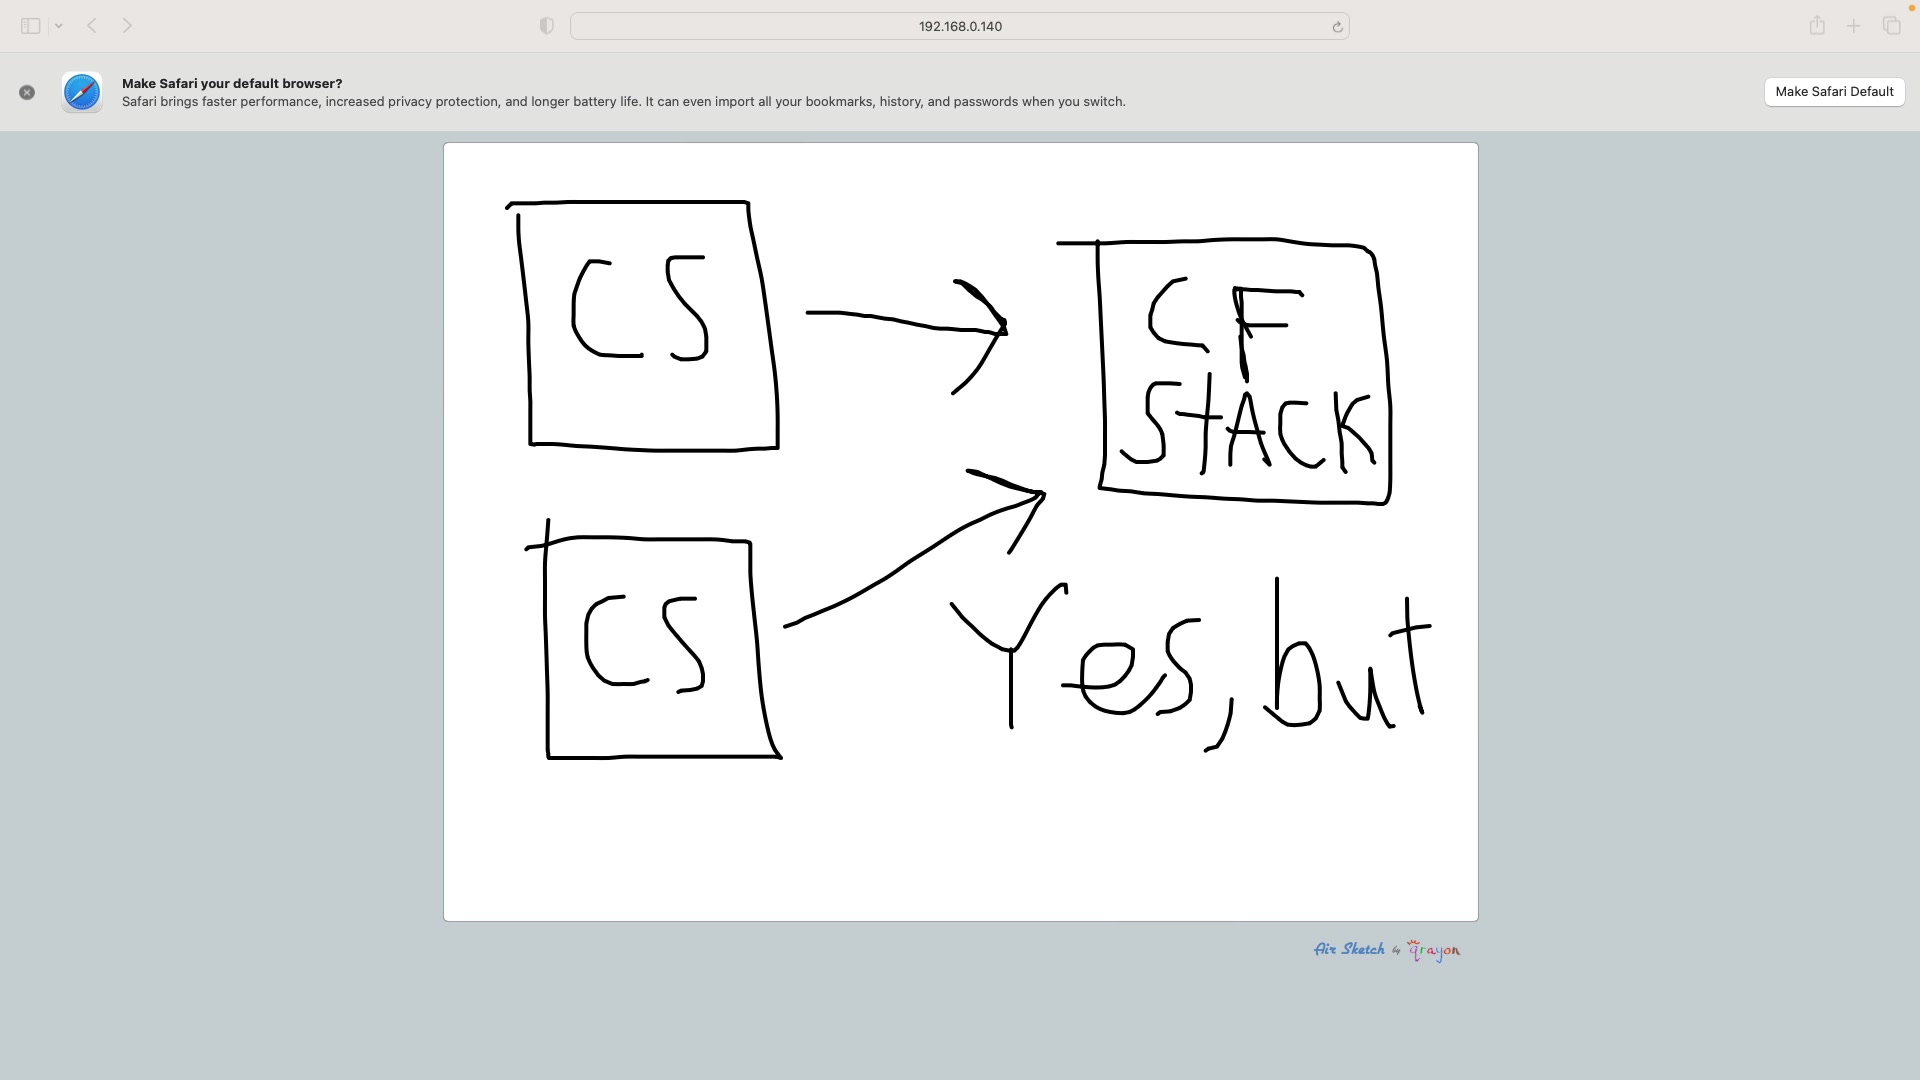 192.168.0.140
Make Safari your default browser?
Safari brings faster performance, increased privacy protection, and longer battery life. It can even import all your bookmarks, history, and passwords when you switch.
Make Safari Default
CS
CF
STACK
CS
Yes, but
Air Sketch by qrayon